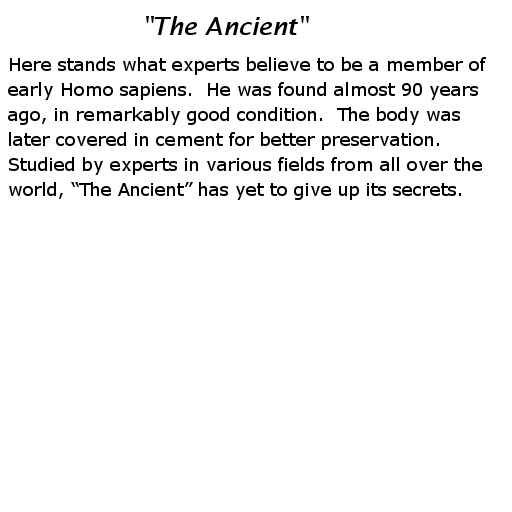 "The Ancient"
Here stands what experts believe to be a member of
early Homo sapiens.  He was found almost 90 years
ago, in remarkably good condition.  The body was
later covered in cement for better preservation.
Studied by experts in various fields from all over the
world, “The Ancient” has yet to give up its secrets.